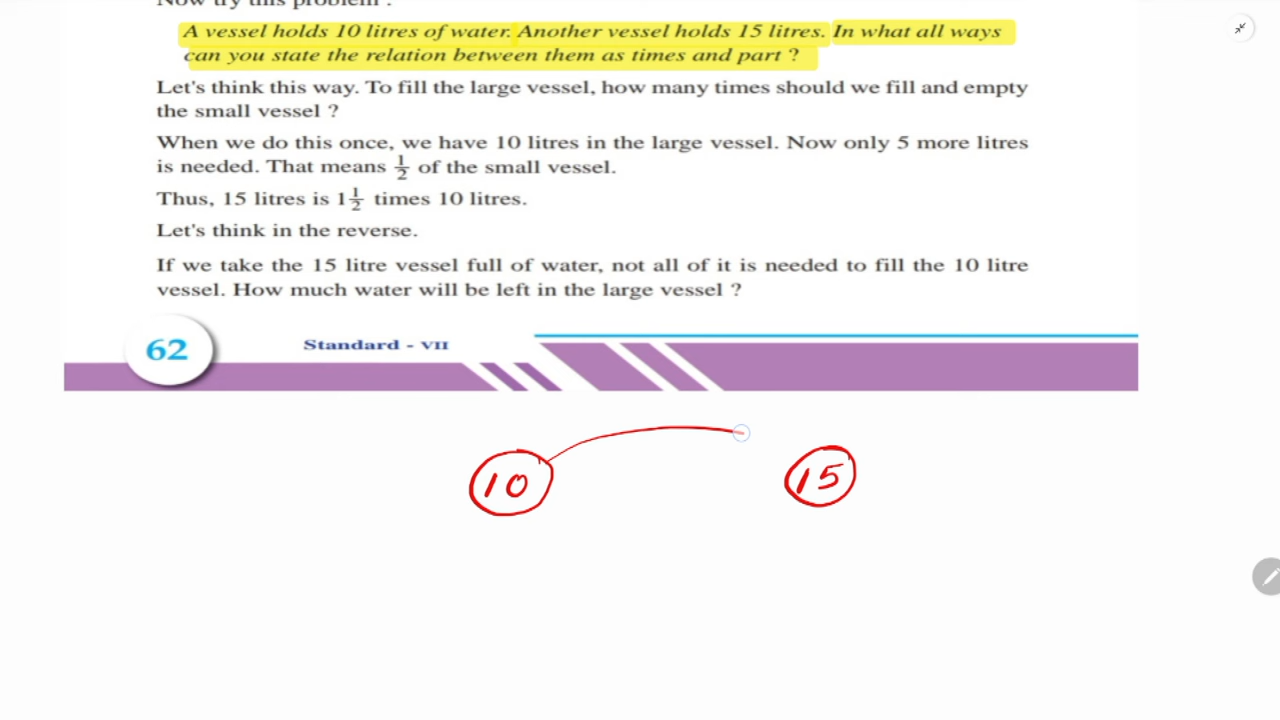 Now try this problem :
A vessel holds 10 litres of water. Another vessel holds 15 litres. In what all ways
can you state the relation between them as times and part ?
Let's think this way. To fill the large vessel, how many times should we fill and empty
the small vessel ?
When we do this once, we have 10 litres in the large vessel. Now only 5 more litres
is needed. That means 1/2 of the small vessel.
Thus, 15 litres is 1 1/2 times 10 litres.
Let's think in the reverse.
If we take the 15 litre vessel full of water, not all of it is needed to fill the 10 litre
vessel. How much water will be left in the large vessel ?
62
Standard - VII
10
15